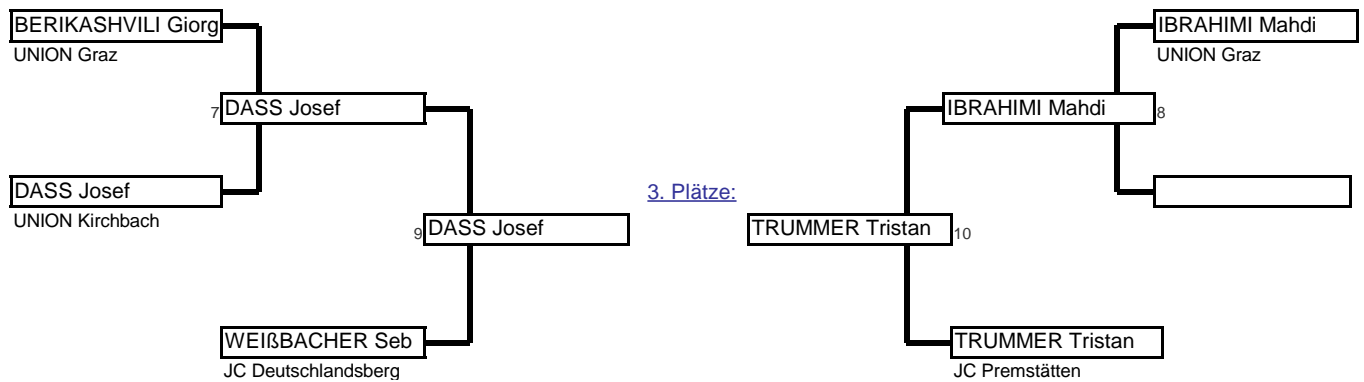 BERIKASHVILI Giorg
UNION Graz
IBRAHIMI Mahdi
UNION Graz
7 DASS Josef
IBRAHIMI Mahdi 8
DASS Josef
UNION Kirchbach
3. Plätze:
9 DASS Josef
TRUMMER Tristan 10
WEIßBACHER Seb
JC Deutschlandsberg
TRUMMER Tristan
JC Premstätten